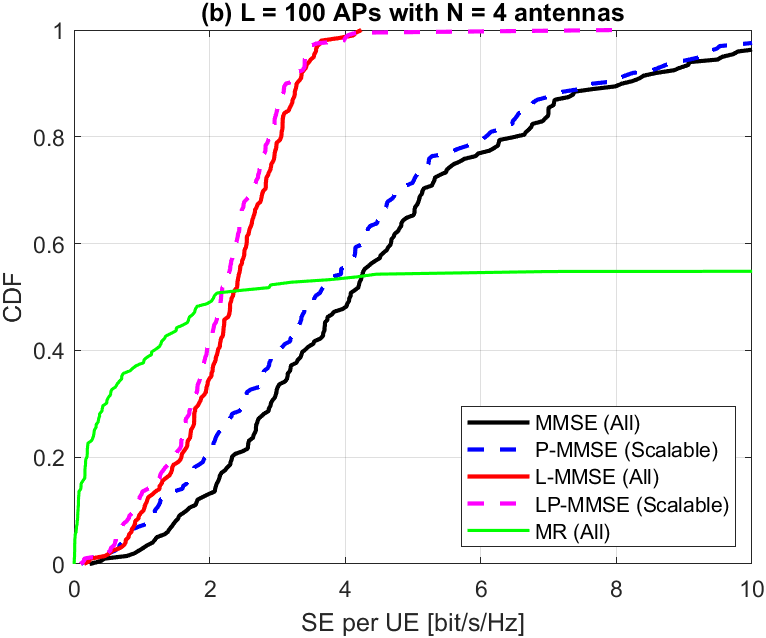 (b) L = 100 APs with N = 4 antennas
1
0.8
0.6
0.4
0.2
0
CDF
0 2 4 6 8 10
SE per UE [bit/s/Hz]
MMSE (All)
P-MMSE (Scalable)
L-MMSE (All)
LP-MMSE (Scalable)
MR (All)